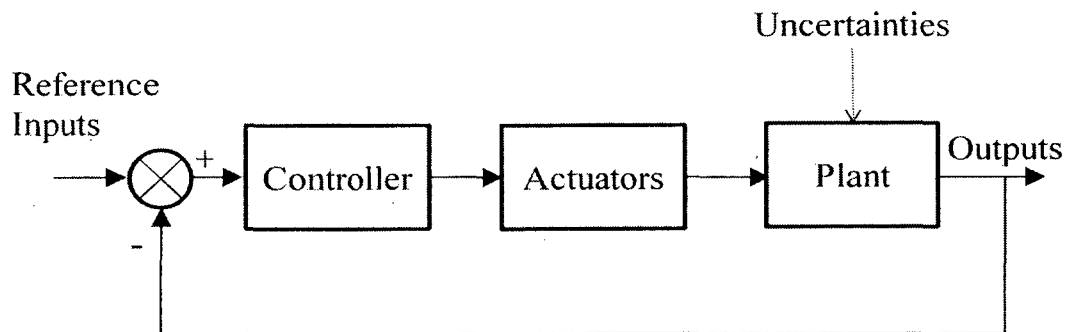 Uncertainties
Reference
Inputs
+
Controller
Actuators
Plant
Outputs
-